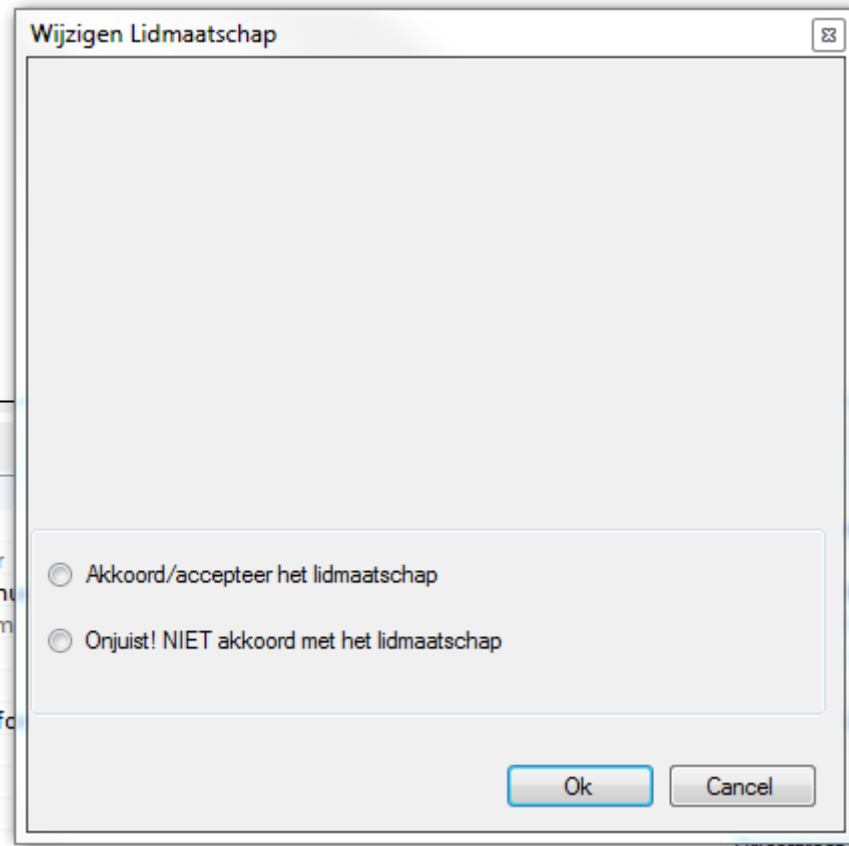 Wijzigen Lidmaatschap
Akkoord/accepteer het lidmaatschap
Onjuist! NIET akkoord met het lidmaatschap
Ok
Cancel